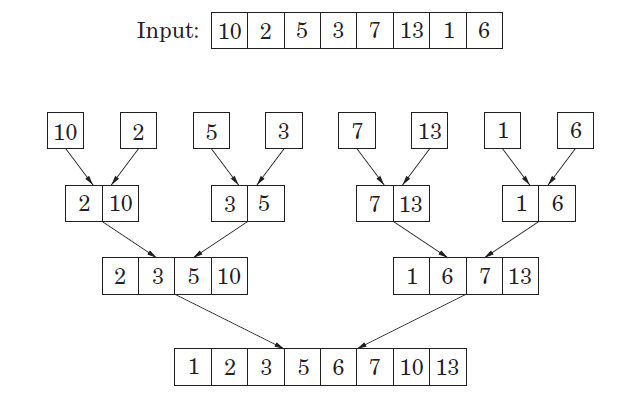 Input: 10 2 5 3 7 13 1 6
10 2 5 3 7 13 1 6
2 10 3 5 7 13 1 6
2 3 5 10 1 6 7 13
1 2 3 5 6 7 10 13